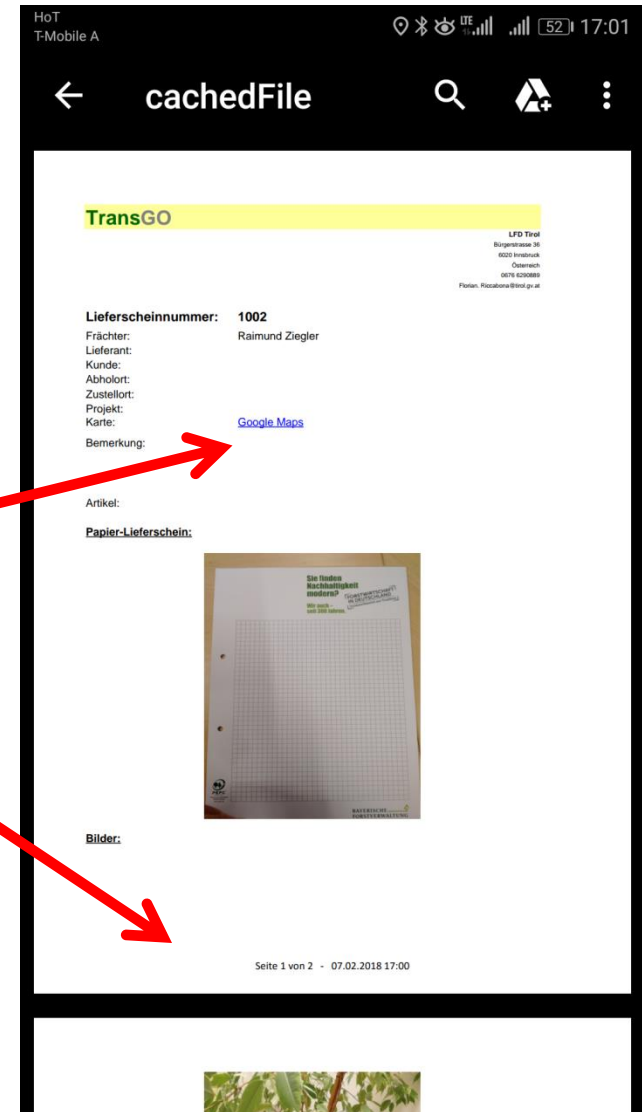 HoT
T-Mobile A
LTE 52 17:01
cachedFile
TransGO
LFD Tirol
Bürgerstrasse 36
6020 Innsbruck
Österreich
0676 6290889
Florian. Riccabona@tirol.gv.at
Lieferscheinnummer: 1002
Frächter: Raimund Ziegler
Lieferant:
Kunde:
Abholort:
Zustellort:
Projekt:
Karte: Google Maps
Bemerkung:
Artikel:
Papier-Lieferschein:
Sie finden
Nachhaltigkeit
modern?
Wir auch -
seit 300 Jahren.
PEFC
BAYERISCHE
FORSTVERWALTUNG
Bilder:
Seite 1 von 2 - 07.02.2018 17:00